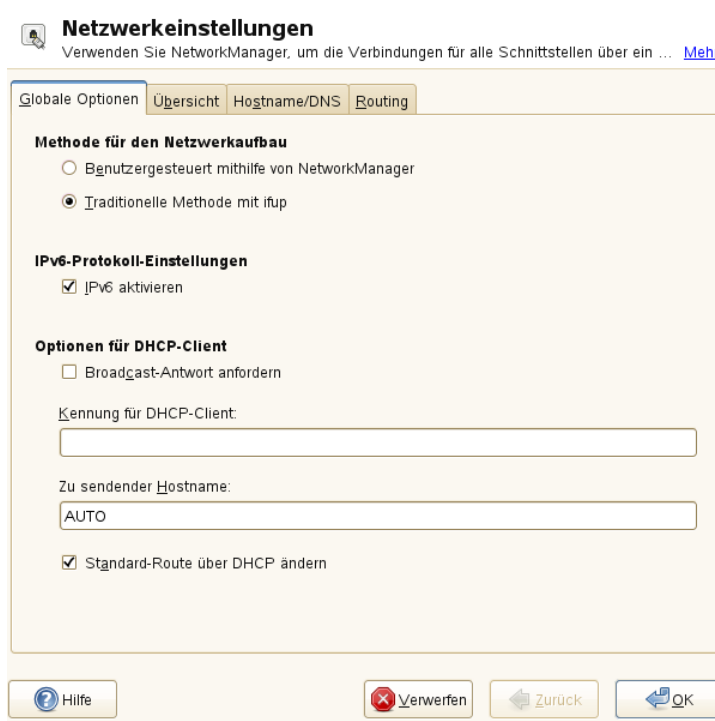 Netzwerkeinstellungen
Verwenden Sie NetworkManager, um die Verbindungen für alle Schnittstellen über ein ... Meh
Globale Optionen Übersicht Hostname/DNS Routing
Methode für den Netzwerkaufbau
Benutzergesteuert mithilfe von NetworkManager
Traditionelle Methode mit ifup
IPv6-Protokoll-Einstellungen
IPv6 aktivieren
Optionen für DHCP-Client
Broadcast-Antwort anfordern
Kennung für DHCP-Client:
Zu sendender Hostname:
AUTO
Standard-Route über DHCP ändern
Hilfe Verwerfen Zurück OK